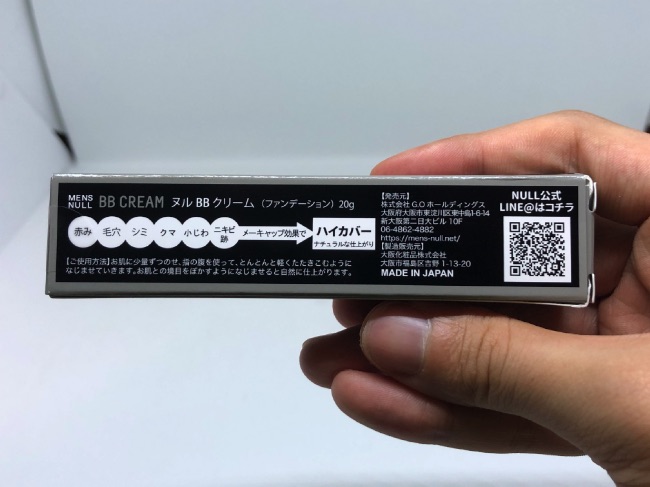 MENS NULL BB CREAM ヌル BB クリーム (ファンデーション) 20g
赤み 毛穴 シミ クマ 小じわ ニキビ跡 メーキャップ効果で ハイカバー
ナチュラルな仕上がり
【ご使用方法】お肌に少量ずつのせ、指の腹を使って、とんとんと軽くたたきこむように
なじませていきます。お肌との境目をぼかすようになじませると自然に仕上がります。
【発売元】
株式会社 G.O ホールディングス
大阪府大阪市東淀川区東中島1-6-14
新大阪第二日大ビル 10F
06-4862-4882
https://mens-null.net/
【製造販売元】
大阪化粧品株式会社
大阪市福島区吉野 1-13-20
MADE IN JAPAN
NULL公式
LINE@はコチラ